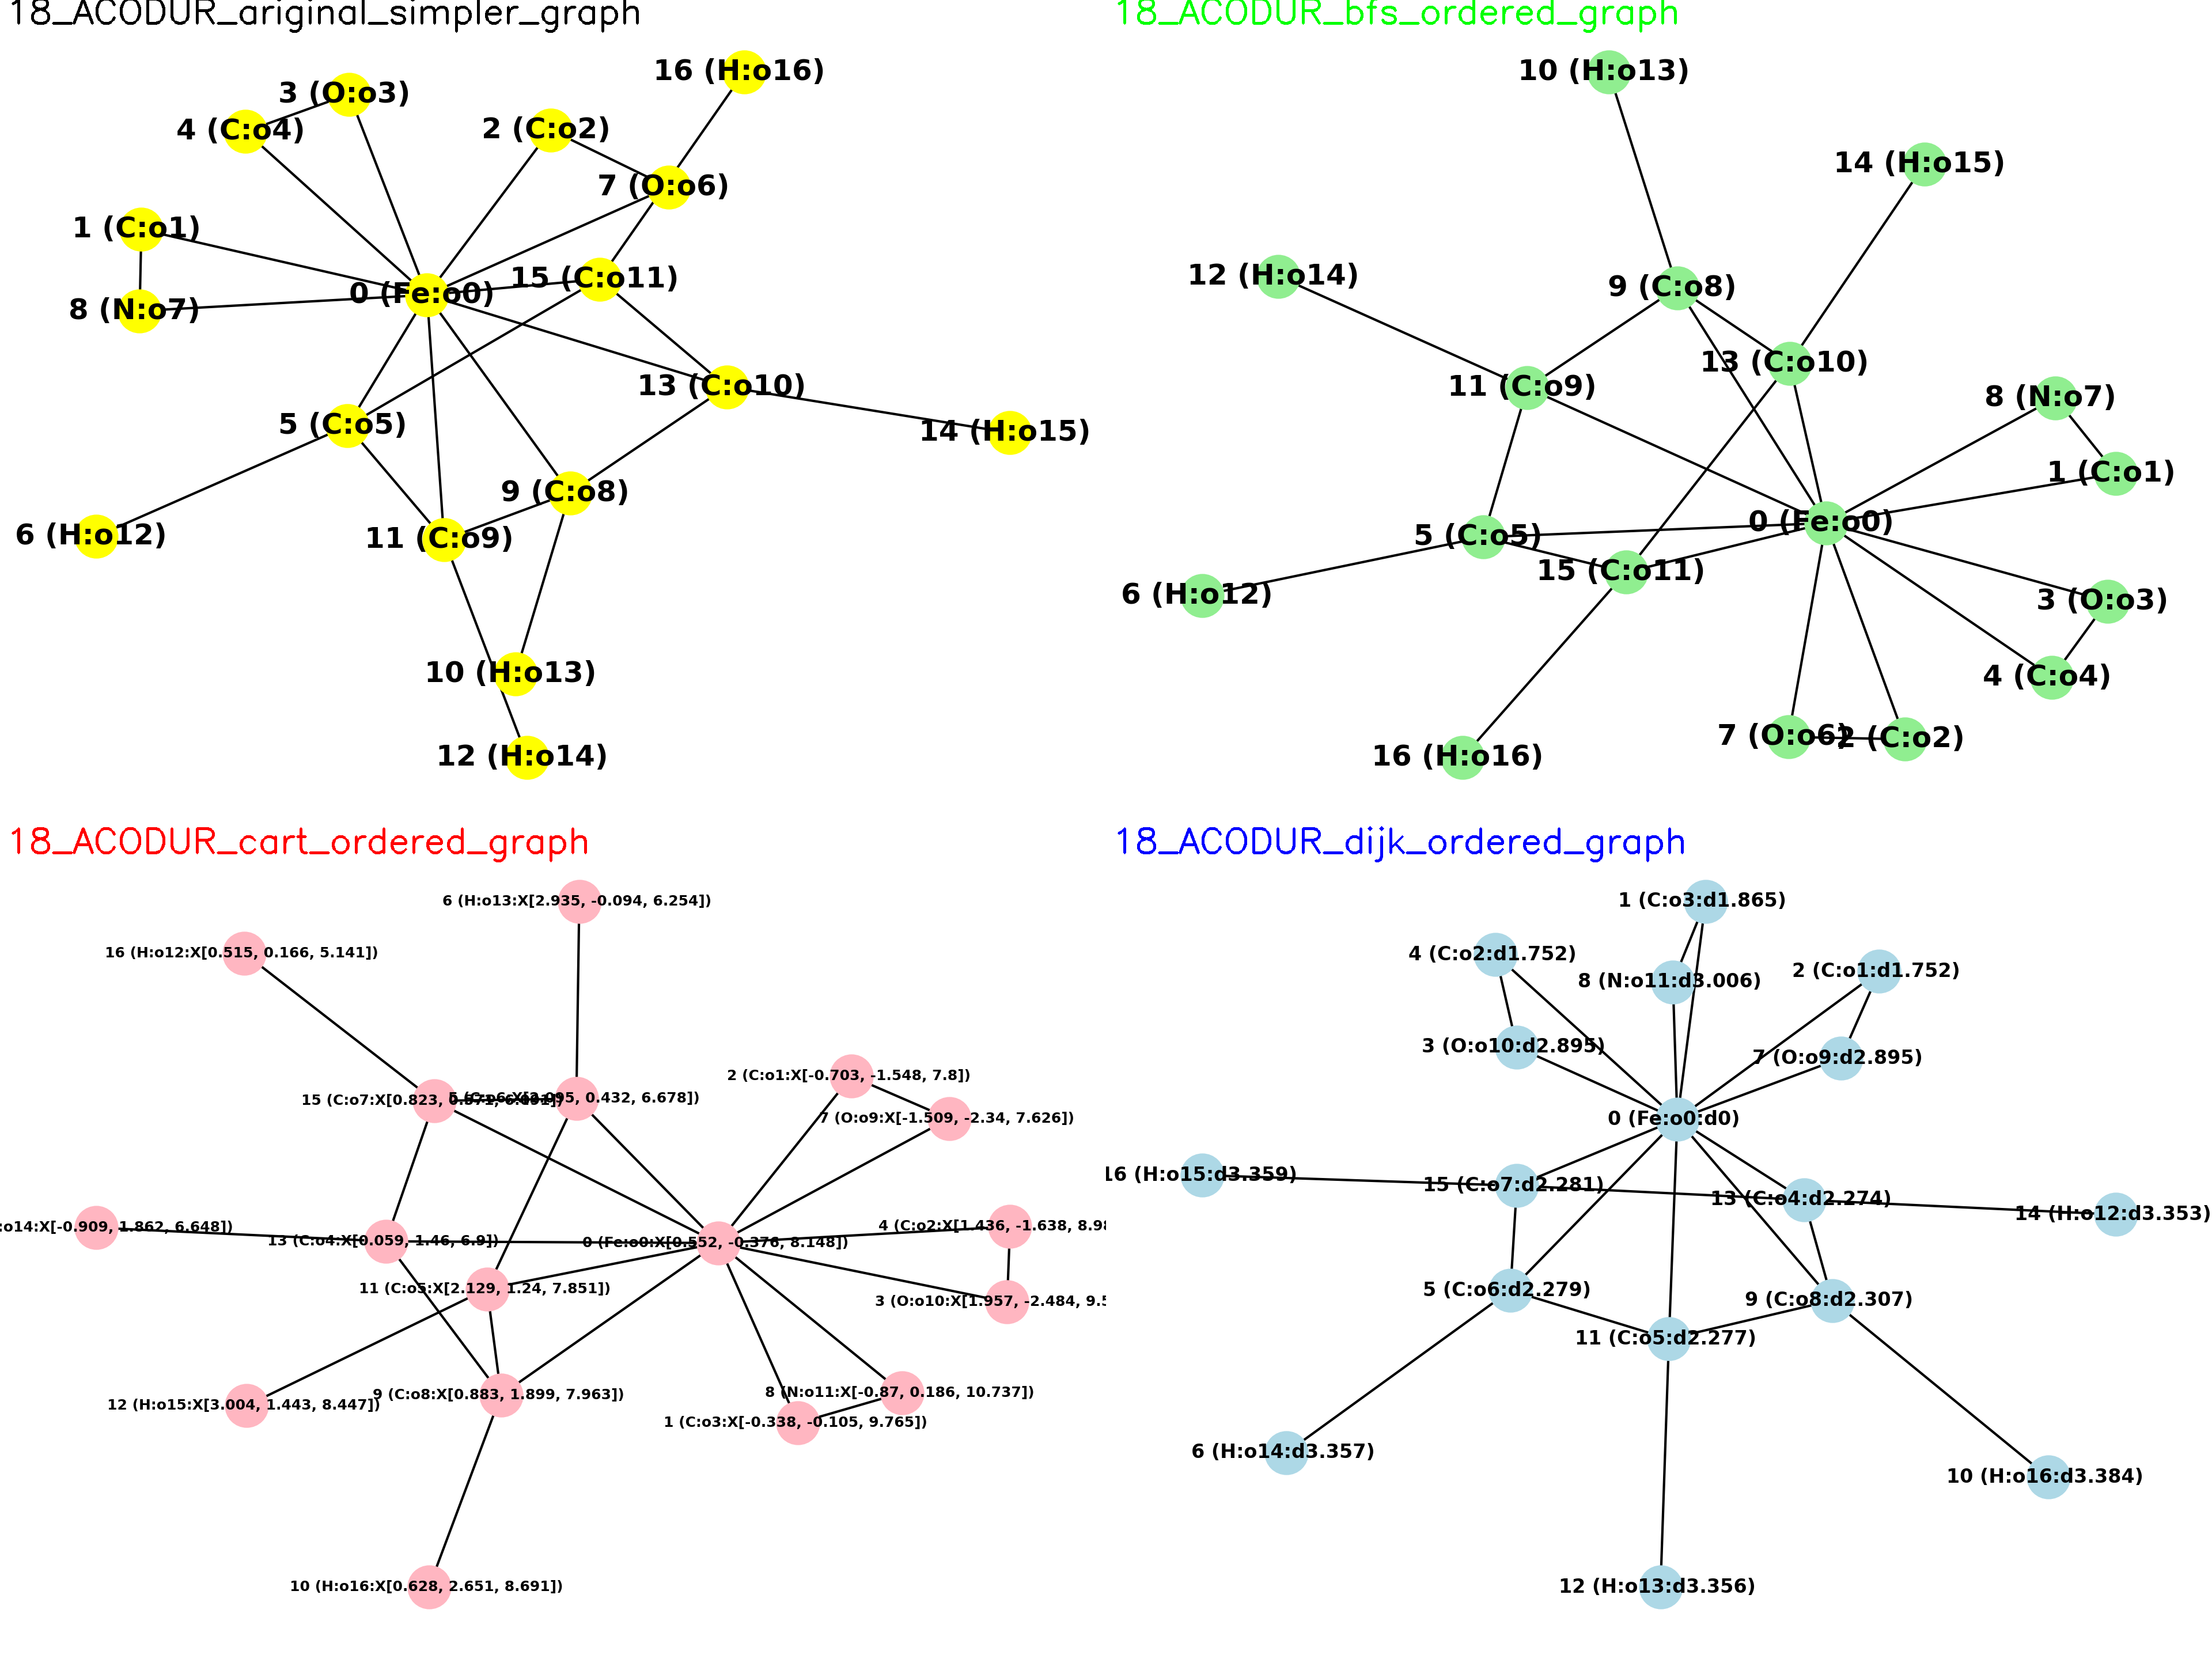 18_ACODUR_ariginal_simpler_graph
16 (H:o16)
3 (O:o3)
4 (C:o4)
2 (C:o2)
7 (O:o6)
1 (C:o1)
15 (C:o11)
0 (Fe:o0)
8 (N:o7)
13 (C:o10)
5 (C:o5)
14 (H:o15)
9 (C:o8)
6 (H:o12)
11 (C:o9)
10 (H:o13)
12 (H:o14)
18_ACODUR_bfs_ordered_graph
10 (H:o13)
14 (H:o15)
12 (H:o14)
9 (C:o8)
13 (C:o10)
11 (C:o9)
8 (N:o7)
1 (C:o1)
0 (Fe:o0)
5 (C:o5)
15 (C:o11)
6 (H:o12)
3 (O:o3)
4 (C:o4)
7 (O:o6)
2 (C:o2)
16 (H:o16)
18_ACODUR_cart_ordered_graph
6 (H:o13:X[2.935, -0.094, 6.254])
16 (H:o12:X[0.515, 0.166, 5.141])
2 (C:o1:X[-0.703, -1.548, 7.8])
15 (C:o7:X[0.823,
0.432, 6.678])
7 (O:o9:X[-1.509, -2.34, 7.626])
:o14:X[-0.909, 1.862, 6.648])
13 (C:o4:X[0.059, 1.46, 6.9])
0 (Fe:o0:X[0.552, -0.376, 8.148])
4 (C:o2:X[1.436, -1.638, 8.98
11 (C:o5:X[2.129, 1.24, 7.851])
3 (O:o10:X[1.957, -2.484, 9.5
12 (H:o15:X[3.004, 1.443, 8.447])
9 (C:o8:X[0.883, 1.899, 7.963])
8 (N:o11:X[-0.87, 0.186, 10.737])
1 (C:o3:X[-0.338, -0.105, 9.765])
10 (H:o16:X[0.628, 2.651, 8.691])
18_ACODUR_dijk_ordered_graph
1 (C:o3:d1.865)
4 (C:o2:d1.752)
2 (C:o1:d1.752)
8 (N:o11:d3.006)
3 (O:o10:d2.895)
7 (O:o9:d2.895)
0 (Fe:o0:d0)
16 (H:o15:d3.359)
15 (C:o7:d2.281)
13 (C:o4:d2.274)
14 (H:o12:d3.353)
5 (C:o6:d2.279)
9 (C:o8:d2.307)
11 (C:o5:d2.277)
6 (H:o14:d3.357)
10 (H:o16:d3.384)
12 (H:o13:d3.356)